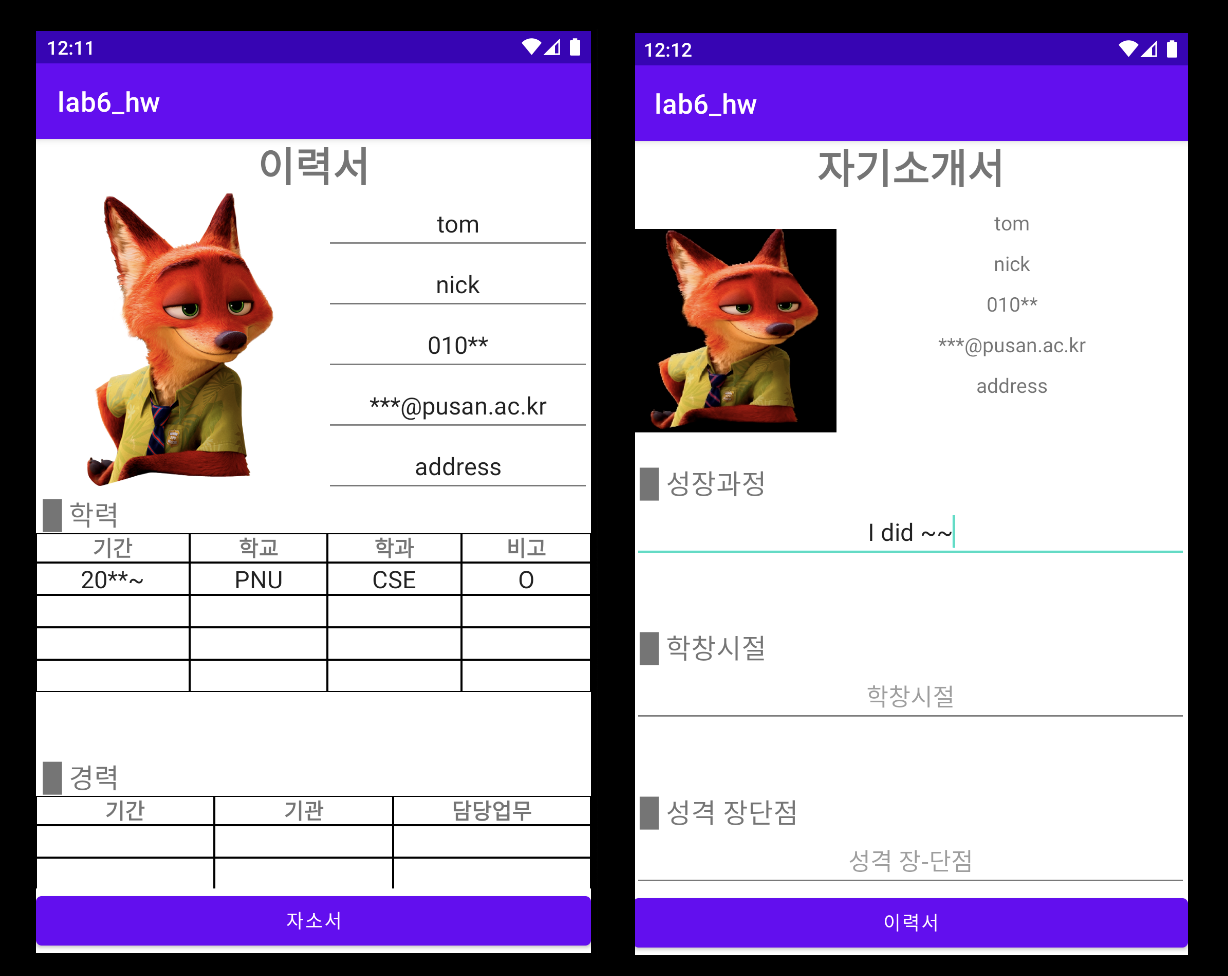 12:11
lab6_hw
이력서
tom
nick
010**
***@pusan.ac.kr
address
█ 학력
기간 학교 학과 비고
20**~ PNU CSE O
█ 경력
기간 기관 담당업무
자소서
12:12
lab6_hw
자기소개서
tom
nick
010**
***@pusan.ac.kr
address
█ 성장과정
I did ~~
█ 학창시절
학창시절
█ 성격 장단점
성격 장-단점
이력서